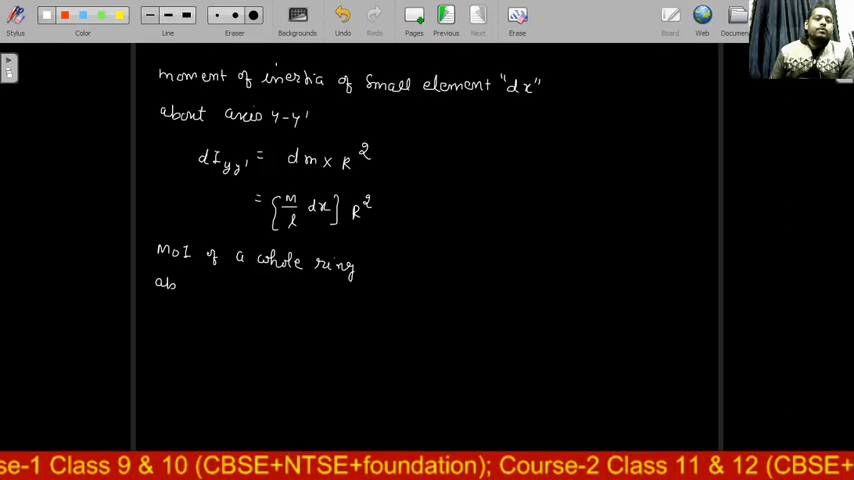 Stylus
Color
Line
Eraser
Backgrounds
Undo
Redo
Pages
Previous
Next
Erase
Board
Web
Documen
moment of inertia of small element "dx"
about axis y-y'
dI_yy' = dm × R²
= {m/l dx} R²
MOI of a whole ring
ab
se-1 Class 9 & 10 (CBSE+NTSE+foundation); Course-2 Class 11 & 12 (CBSE+